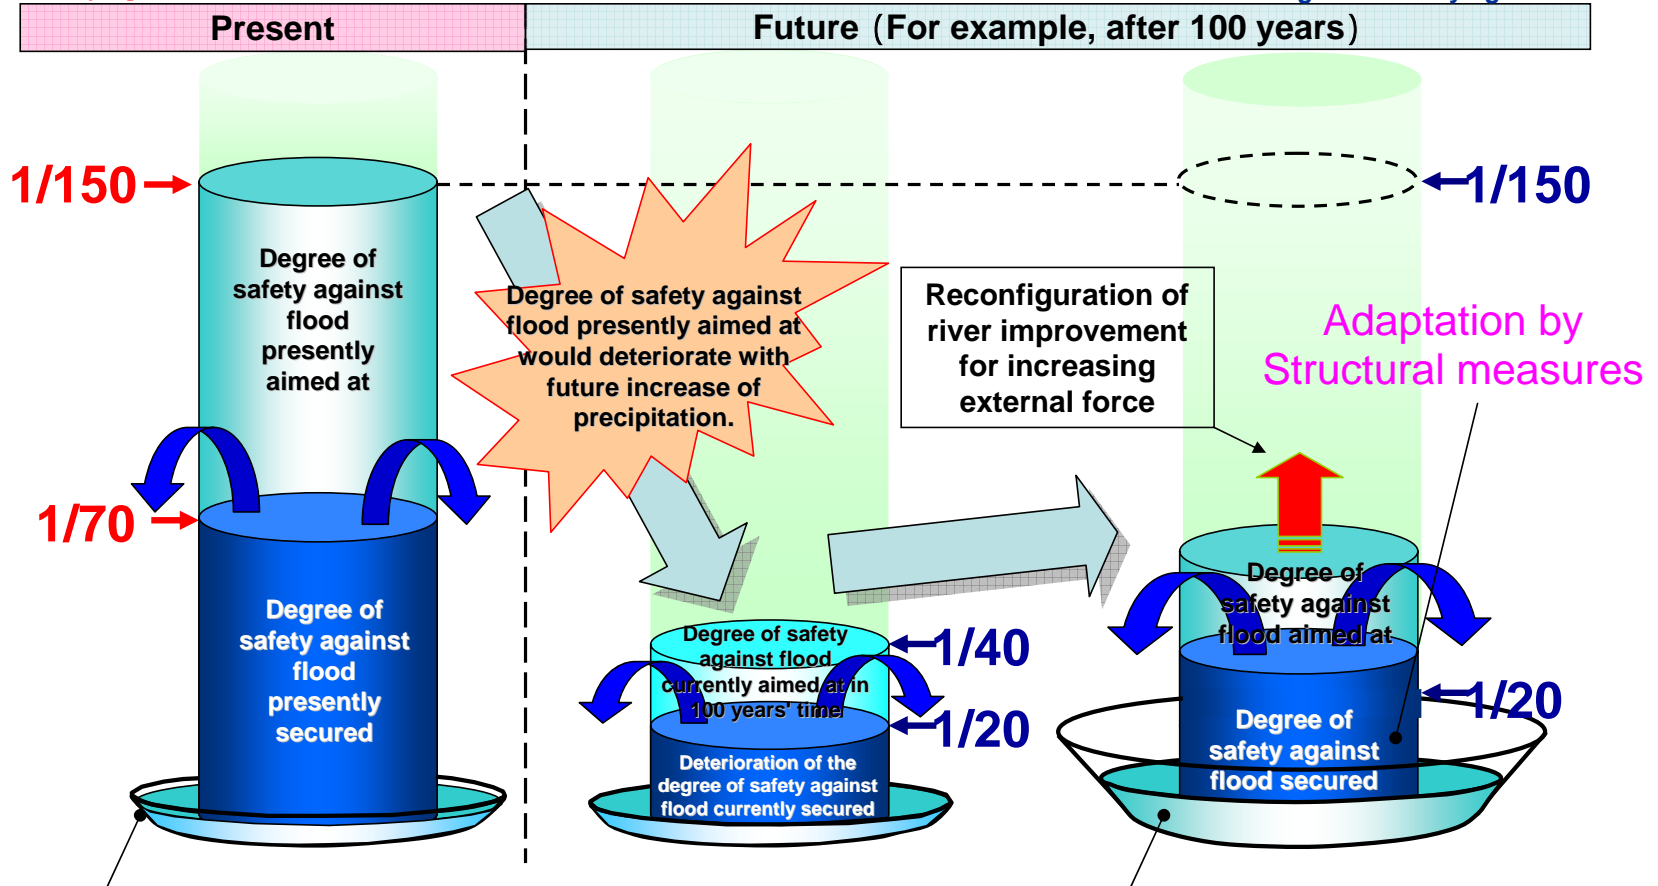 Present
Future (For example, after 100 years)
1/150
1/150
Degree of
safety against
flood
presently
aimed at
Degree of safety against
flood presently aimed at
would deteriorate with
future increase of
precipitation.
Reconfiguration of
river improvement
for increasing
external force
Adaptation by
Structural measures
1/70
Degree of
safety against
flood
presently
secured
Degree of safety
against flood
currently aimed at in
100 years' time
1/40
1/20
Deterioration of the
degree of safety against
flood currently secured
Degree of
safety against
flood aimed at
1/20
Degree of
safety against
flood secured